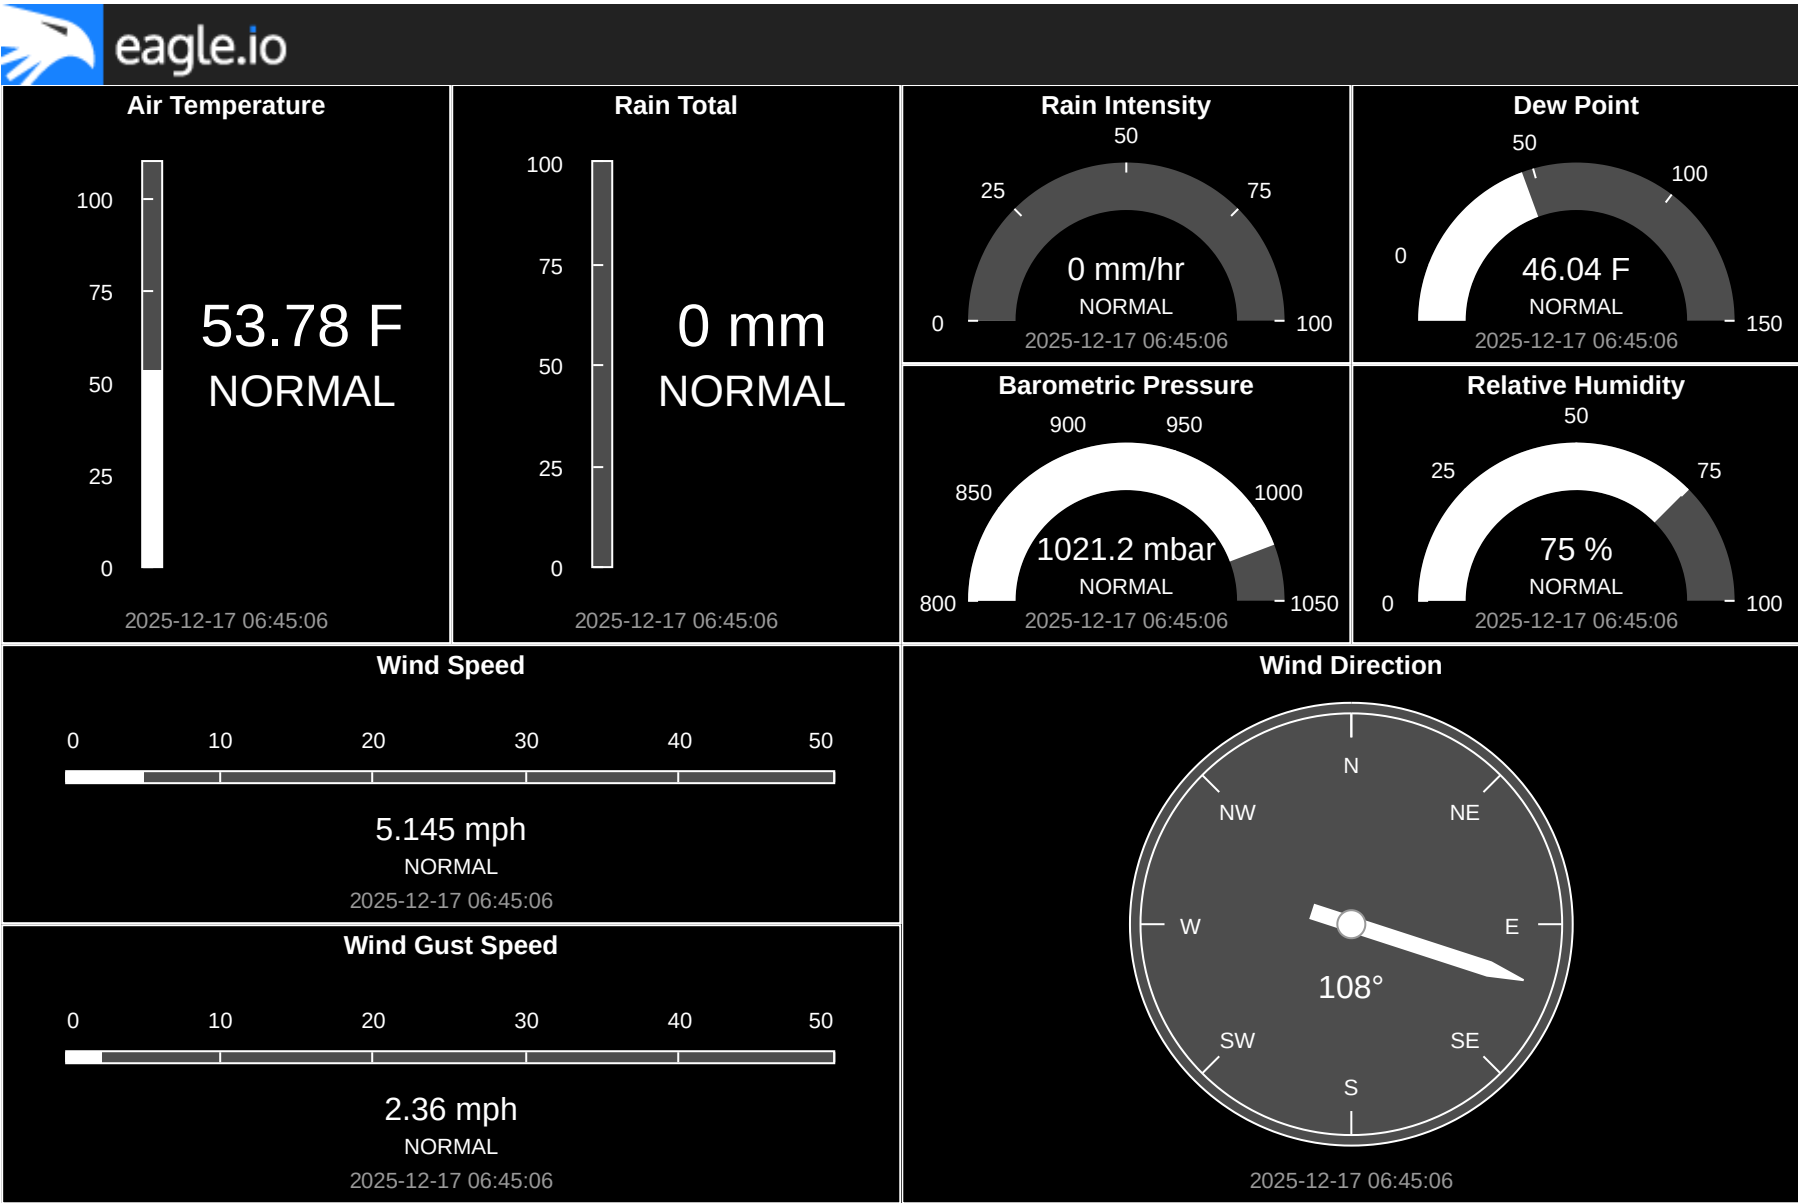 eagle.io
Air Temperature
100
75
50
25
0
53.78 F
NORMAL
2025-12-17 06:45:06
Rain Total
100
75
50
25
0
0 mm
NORMAL
2025-12-17 06:45:06
Rain Intensity
50
25
75
0
100
0 mm/hr
NORMAL
2025-12-17 06:45:06
Dew Point
50
100
0
150
46.04 F
NORMAL
2025-12-17 06:45:06
Barometric Pressure
900
950
850
1000
800
1050
1021.2 mbar
NORMAL
2025-12-17 06:45:06
Relative Humidity
50
25
75
0
100
75 %
NORMAL
2025-12-17 06:45:06
Wind Speed
0 10 20 30 40 50
5.145 mph
NORMAL
2025-12-17 06:45:06
Wind Gust Speed
0 10 20 30 40 50
2.36 mph
NORMAL
2025-12-17 06:45:06
Wind Direction
N
NW NE
W E
108°
SW SE
S
2025-12-17 06:45:06